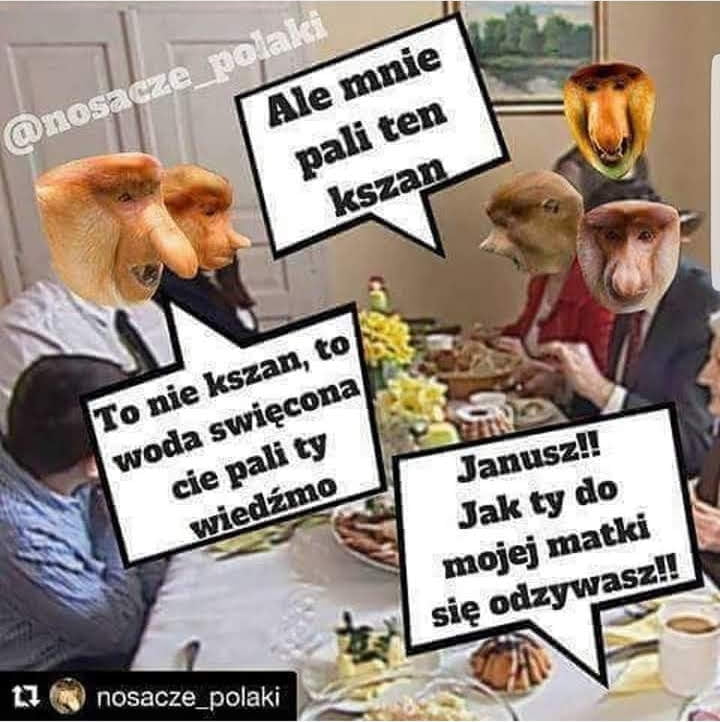 @nosacze_polaki
Ale mnie
pali ten
kszan
To nie kszan, to
woda swięcona
cie pali ty
wiedźmo
Janusz!!
Jak ty do
mojej matki
się odzywasz!!
nosacze_polaki